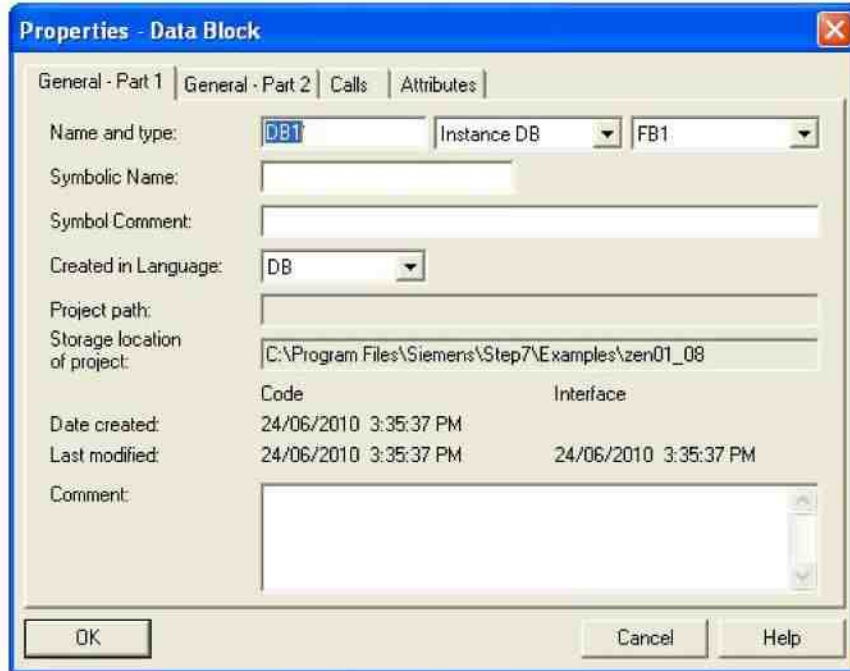 Properties - Data Block
General - Part 1 General - Part 2 Calls Attributes
Name and type: DB1 Instance DB FB1
Symbolic Name:
Symbol Comment:
Created in Language: DB
Project path:
Storage location
of project: C:\Program Files\Siemens\Step7\Examples\zen01_08
Code Interface
Date created: 24/06/2010 3:35:37 PM
Last modified: 24/06/2010 3:35:37 PM 24/06/2010 3:35:37 PM
Comment:
OK Cancel Help